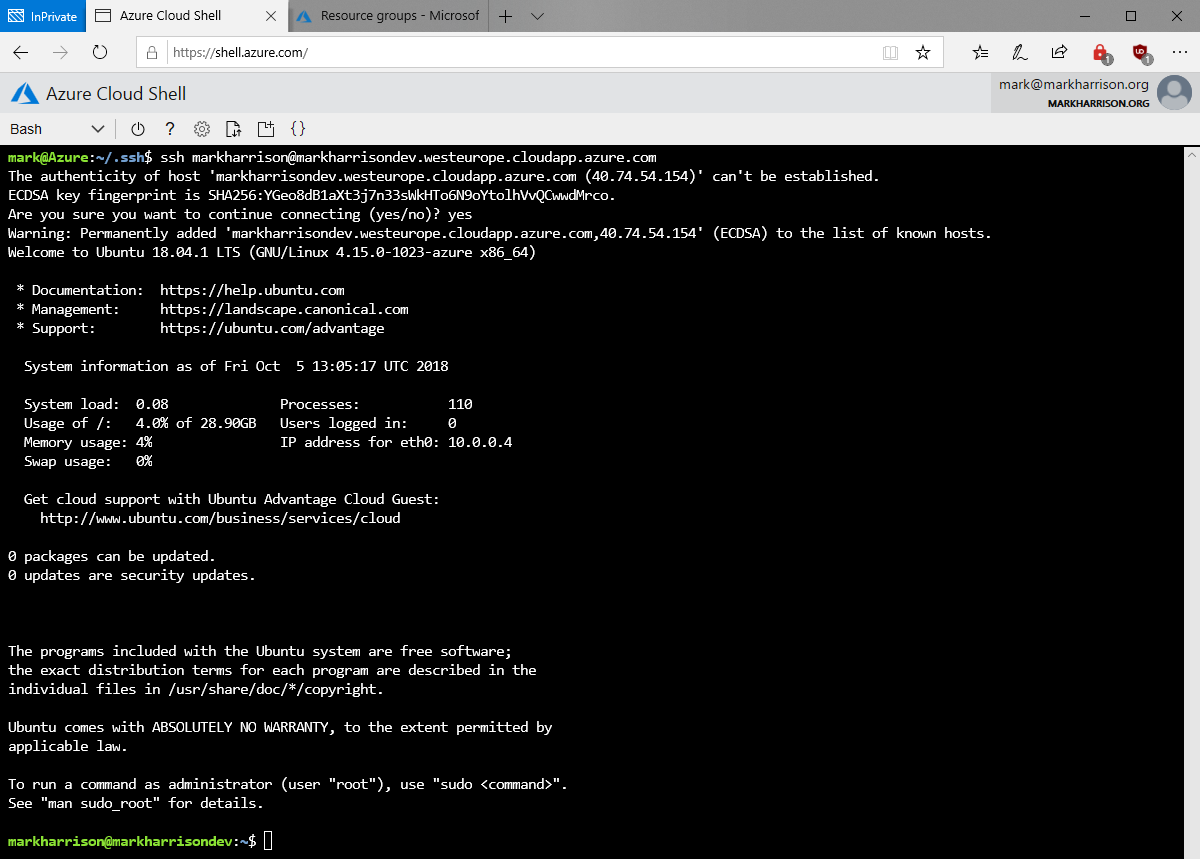 InPrivate Azure Cloud Shell Resource groups - Microsof
https://shell.azure.com/ 1 UD 1
Azure Cloud Shell mark@markharrison.org
MARKHARRISON.ORG
Bash ? { }
mark@Azure:~/.ssh$ ssh markharrison@markharrisondev.westeurope.cloudapp.azure.com
The authenticity of host 'markharrisondev.westeurope.cloudapp.azure.com (40.74.54.154)' can't be established.
ECDSA key fingerprint is SHA256:YGeo8dB1aXt3j7n33sWkHTo6N9oYtolhVvQCwwdMrco.
Are you sure you want to continue connecting (yes/no)? yes
Warning: Permanently added 'markharrisondev.westeurope.cloudapp.azure.com,40.74.54.154' (ECDSA) to the list of known hosts.
Welcome to Ubuntu 18.04.1 LTS (GNU/Linux 4.15.0-1023-azure x86_64)
* Documentation: https://help.ubuntu.com
* Management: https://landscape.canonical.com
* Support: https://ubuntu.com/advantage
System information as of Fri Oct 5 13:05:17 UTC 2018
System load: 0.08 Processes: 110
Usage of /: 4.0% of 28.90GB Users logged in: 0
Memory usage: 4% IP address for eth0: 10.0.0.4
Swap usage: 0%
Get cloud support with Ubuntu Advantage Cloud Guest:
http://www.ubuntu.com/business/services/cloud
0 packages can be updated.
0 updates are security updates.
The programs included with the Ubuntu system are free software;
the exact distribution terms for each program are described in the
individual files in /usr/share/doc/*/copyright.
Ubuntu comes with ABSOLUTELY NO WARRANTY, to the extent permitted by
applicable law.
To run a command as administrator (user "root"), use "sudo <command>".
See "man sudo_root" for details.
markharrison@markharrisondev:~$